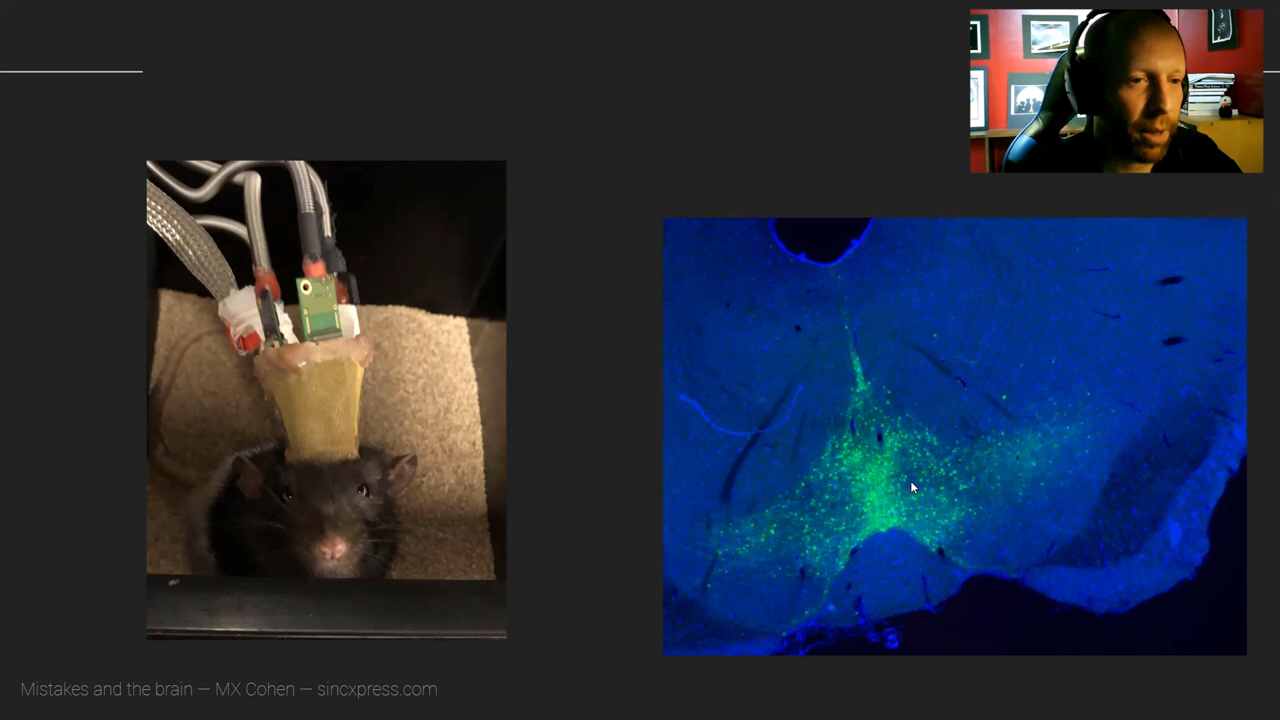 Mistakes and the brain — MX Cohen — sincxpress.com